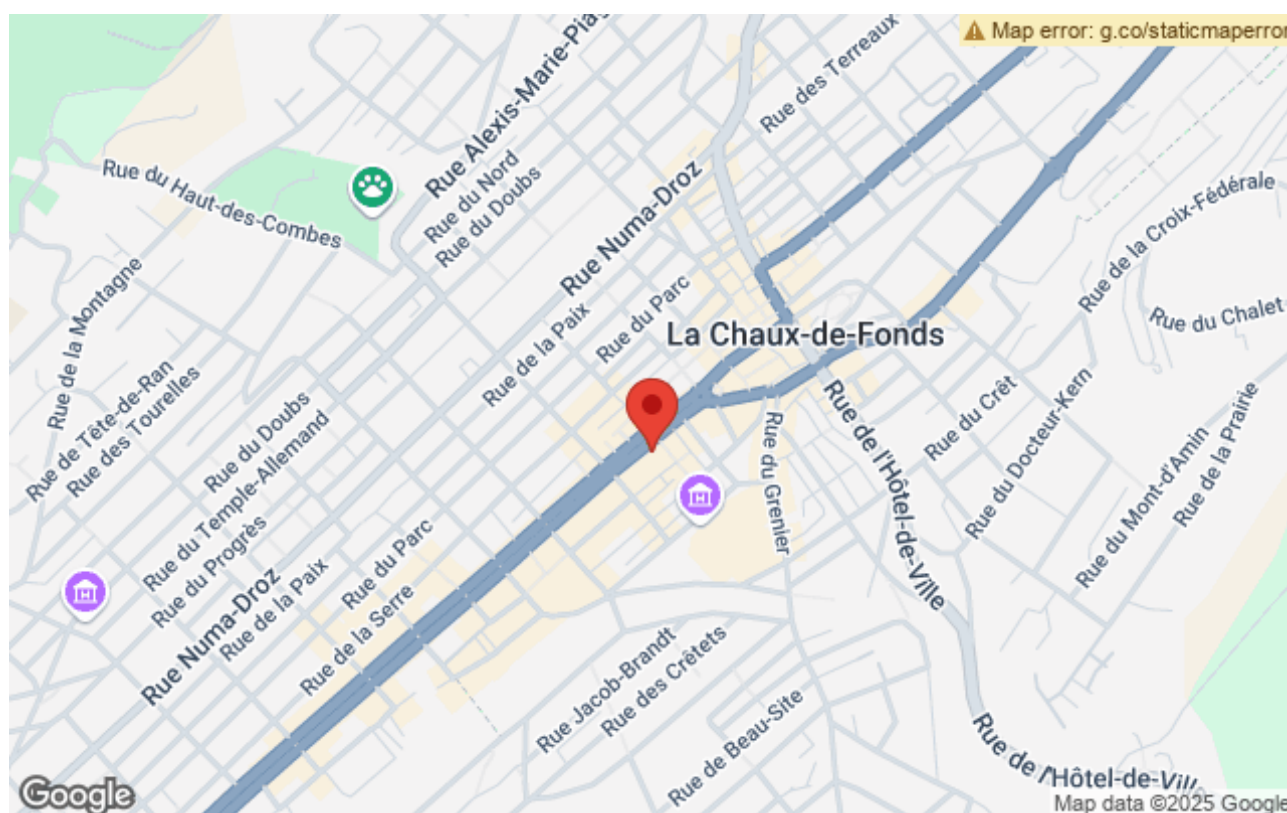 Map error: g.co/staticmaperror
Rue des Terreaux
Rue Alexis-Marie-Piag
Rue du Haut-des-Combes
Rue du Nord
Rue du Doubs
Rue Numa-Droz
Rue de la Croix-Fédérale
Rue du Chalet
Rue de la Montagne
Rue du Parc
Rue de la Paix
La Chaux-de-Fonds
Rue de Tête-de-Ran
Rue des Tourelles
Rue du Doubs
Rue du Temple-Allemand
Rue du Progrès
Rue du Crêt
Rue du Docteur-Kern
Rue du Mont-d'Amin
Rue de la Prairie
Rue de l'Hôtel-de-Ville
Rue du Grenier
Rue du Parc
Rue de la Paix
Rue de la Serre
Rue Numa-Droz
Rue Jacob-Brandt
Rue des Crêtets
Rue de Beau-Site
Rue de l'Hôtel-de-Ville
Google
Map data ©2025 Google